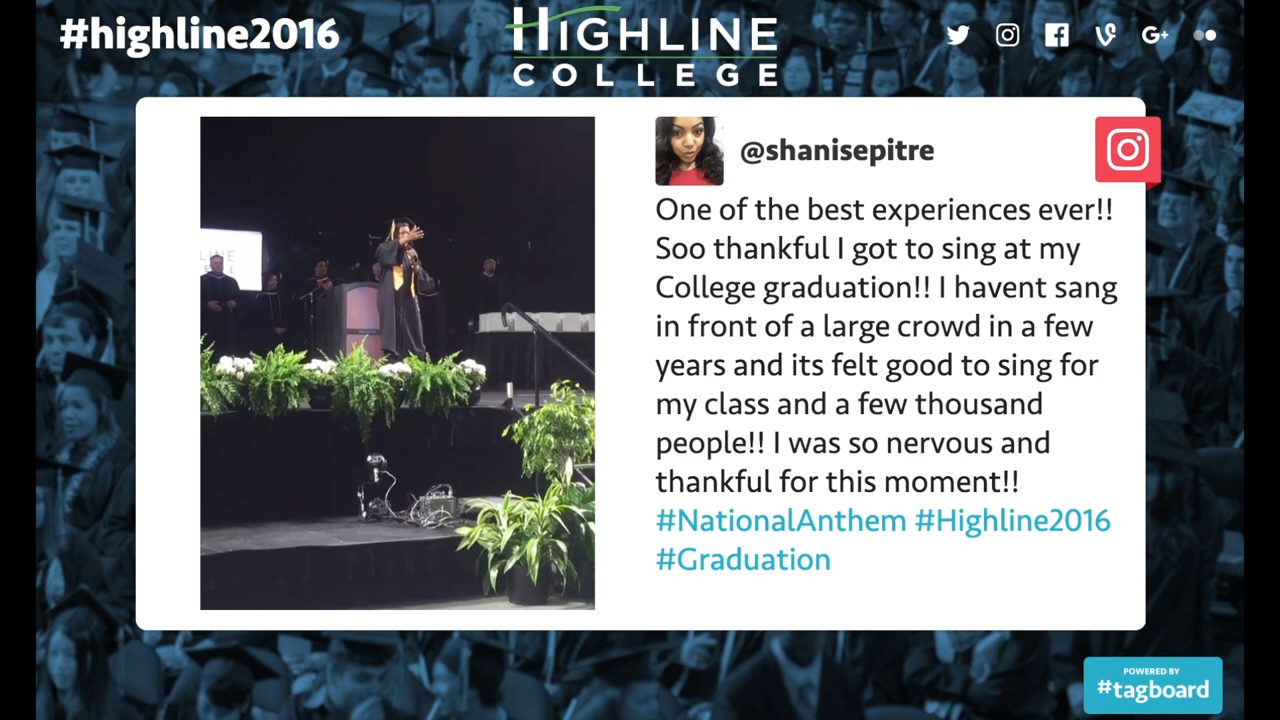 #highline2016
HIGHLINE
COLLEGE
G+
@shanisepitre
One of the best experiences ever!!
Soo thankful I got to sing at my
College graduation!! I havent sang
in front of a large crowd in a few
years and its felt good to sing for
my class and a few thousand
people!! I was so nervous and
thankful for this moment!!
#NationalAnthem #Highline2016
#Graduation
POWERED BY
#tagboard